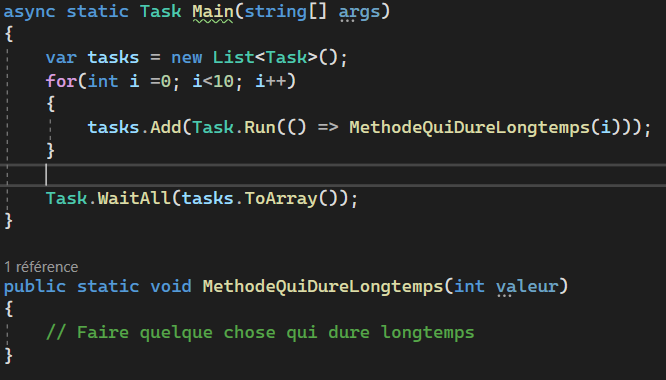 async static Task Main(string[] args)
{
    var tasks = new List<Task>();
    for(int i =0; i<10; i++)
    {
        tasks.Add(Task.Run(() => MethodeQuiDureLongtemps(i)));
    }
    Task.WaitAll(tasks.ToArray());
}
1 référence
public static void MethodeQuiDureLongtemps(int valeur)
{
    // Faire quelque chose qui dure longtemps
}